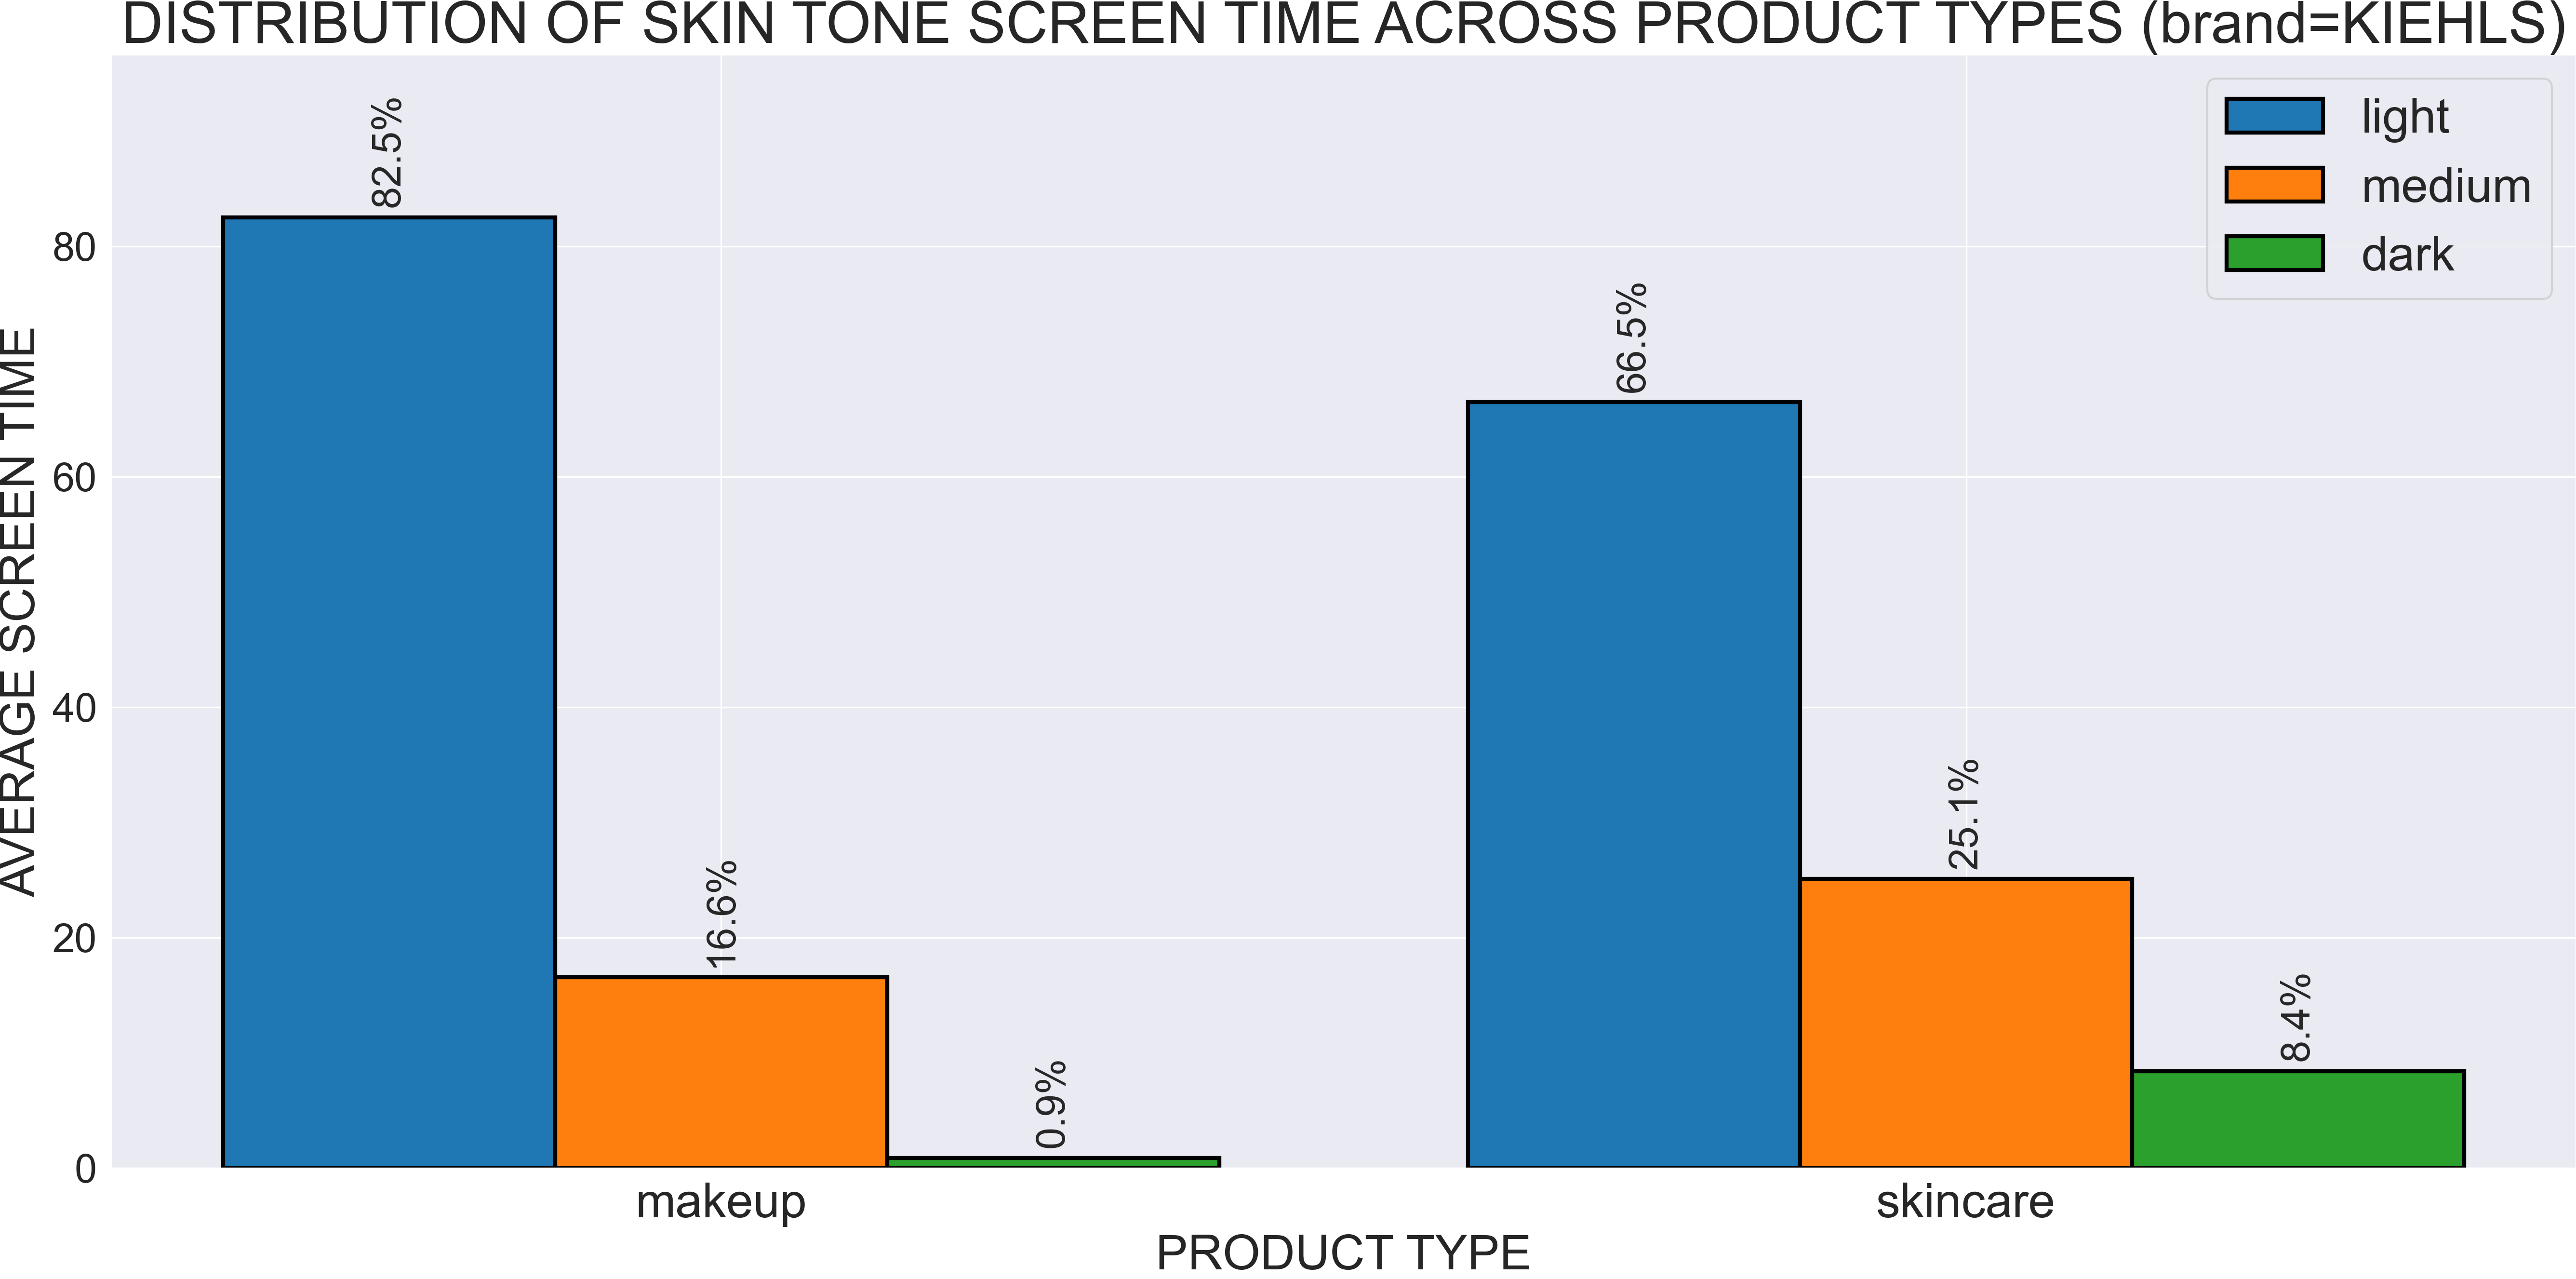 DISTRIBUTION OF SKIN TONE SCREEN TIME ACROSS PRODUCT TYPES (brand=KIEHLS)
light
medium
dark
AVERAGE SCREEN TIME
80
60
40
20
0
82.5%
16.6%
0.9%
66.5%
25.1%
8.4%
makeup
skincare
PRODUCT TYPE